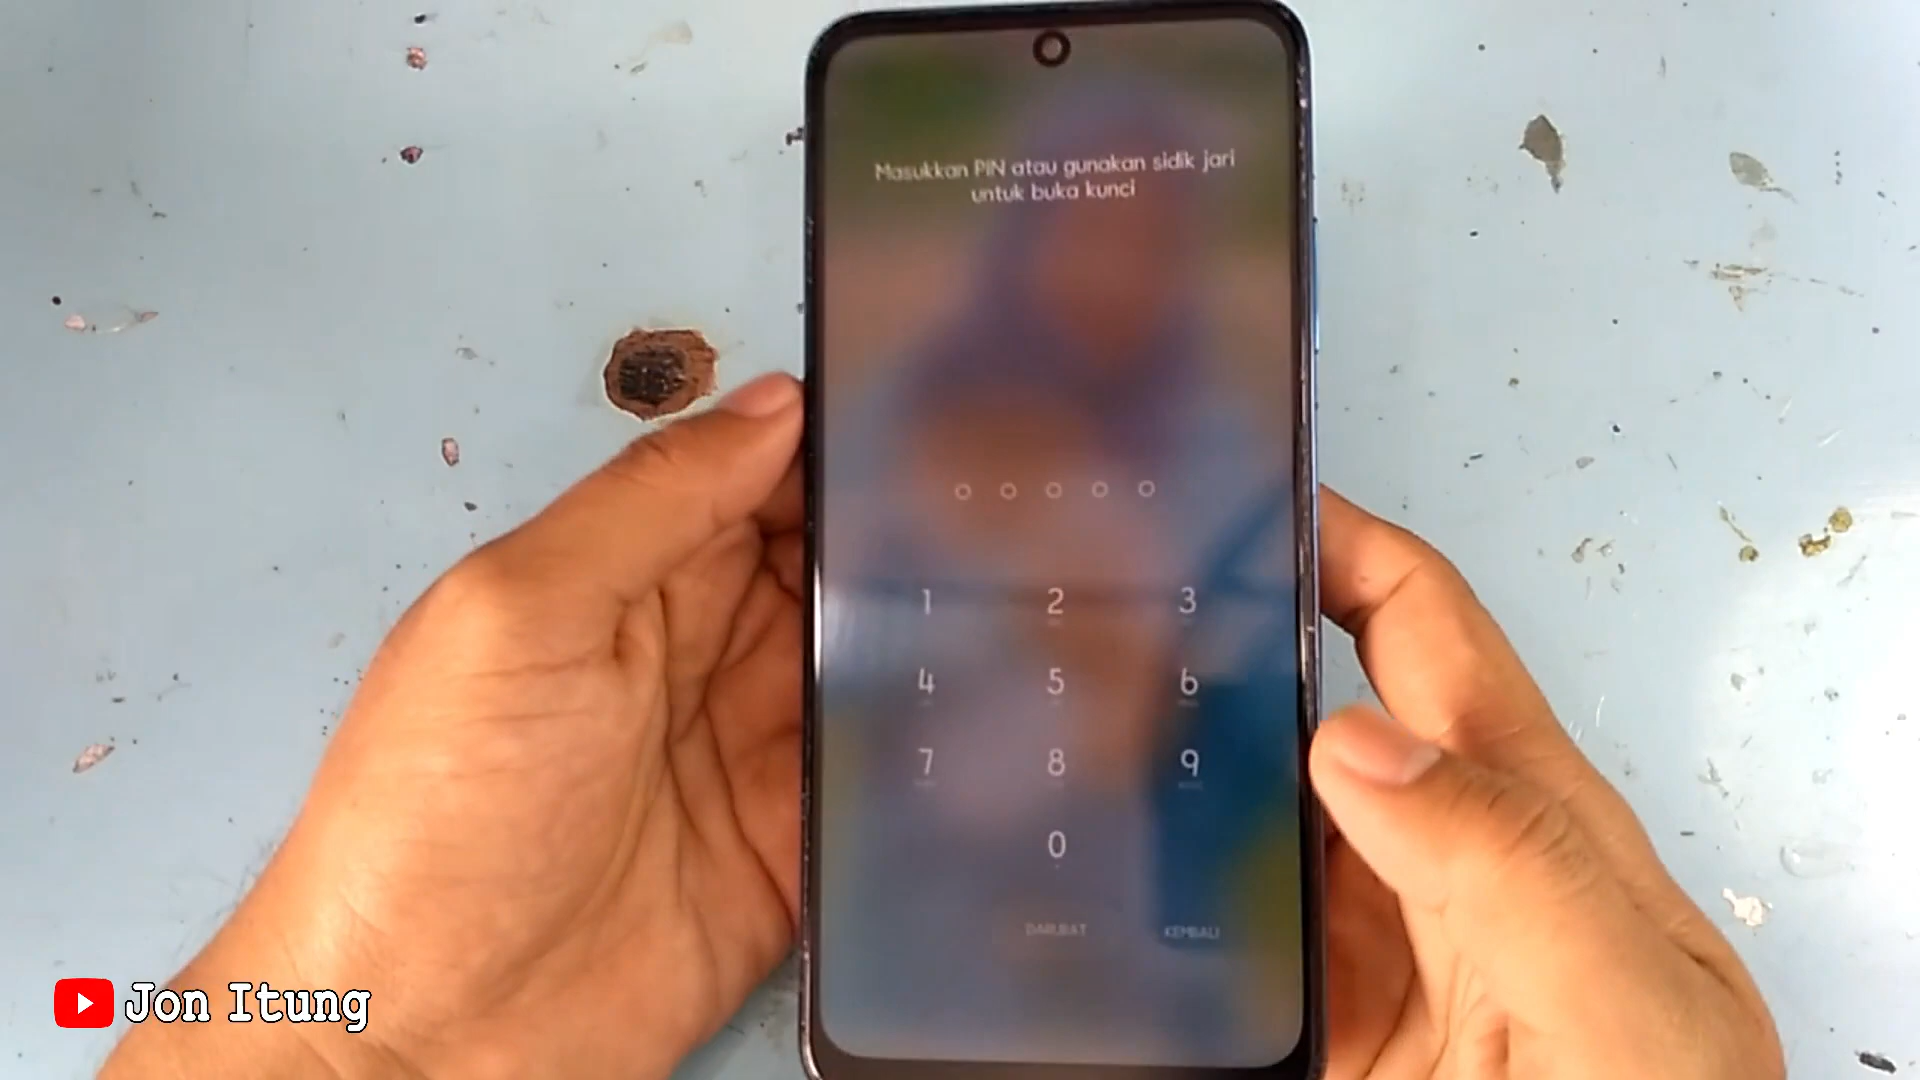 Masukkan PIN atau gunakan sidik jari
untuk buka kunci
1 2 3
4 5 6
7 8 9
0
DARURAT KEMBALI
Jon Itung